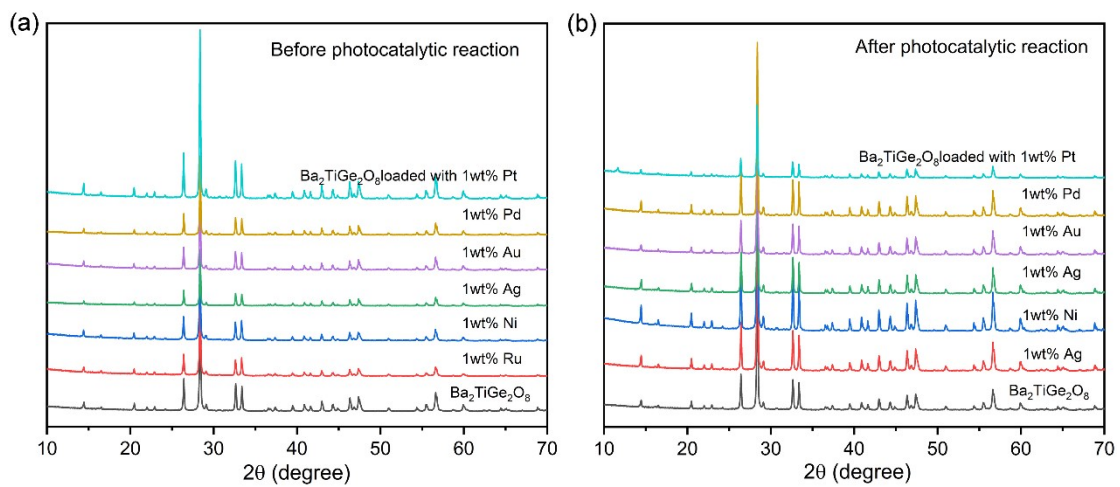 (a)
Before photocatalytic reaction
Ba₂TiGe₂O₈loaded with 1wt% Pt
1wt% Pd
1wt% Au
1wt% Ag
1wt% Ni
1wt% Ru
Ba₂TiGe₂O₈
10 20 30 40 50 60 70
2θ (degree)
(b)
After photocatalytic reaction
Ba₂TiGe₂O₈loaded with 1wt% Pt
1wt% Pd
1wt% Au
1wt% Ag
1wt% Ni
1wt% Ag
Ba₂TiGe₂O₈
10 20 30 40 50 60 70
2θ (degree)